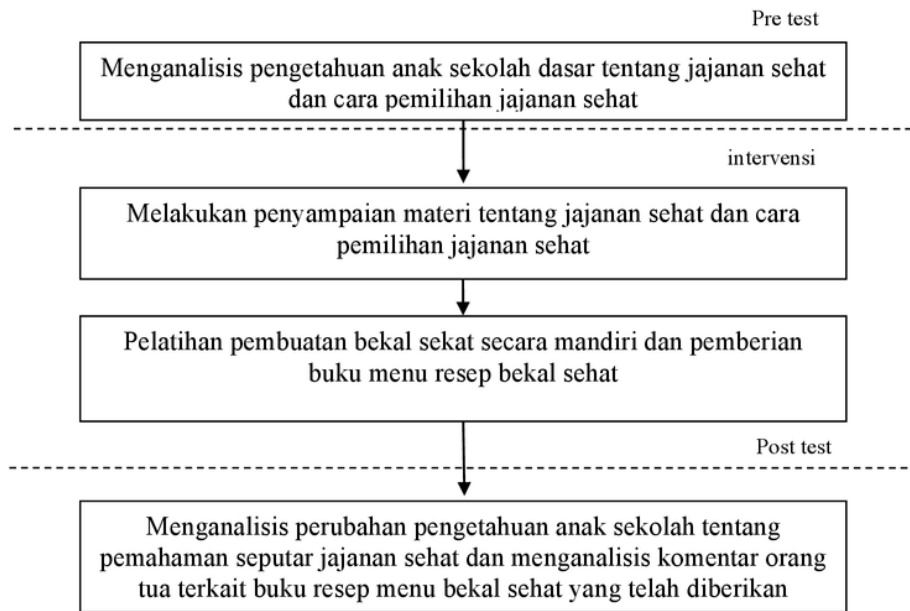 Pre test
Menganalisis pengetahuan anak sekolah dasar tentang jajanan sehat
dan cara pemilihan jajanan sehat
intervensi
Melakukan penyampaian materi tentang jajanan sehat dan cara
pemilihan jajanan sehat
Pelatihan pembuatan bekal sekat secara mandiri dan pemberian
buku menu resep bekal sehat
Post test
Menganalisis perubahan pengetahuan anak sekolah tentang
pemahaman seputar jajanan sehat dan menganalisis komentar orang
tua terkait buku resep menu bekal sehat yang telah diberikan